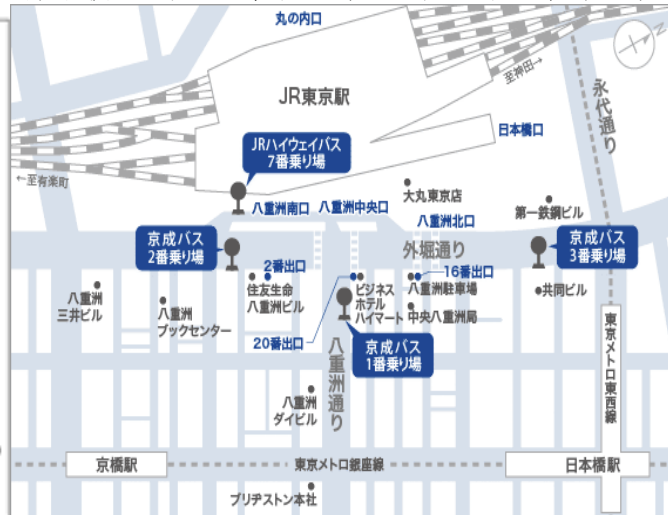 丸の内口
N
JR東京駅
至神田→
永代通り
日本橋口
JRハイウェイバス
7番乗り場
←至有楽町
大丸東京店
八重洲南口
八重洲中央口
八重洲北口
第一鉄鋼ビル
京成バス
2番乗り場
外堀通り
京成バス
3番乗り場
2番出口
16番出口
八重洲
三井ビル
八重洲
ブックセンター
住友生命
八重洲ビル
ビジネス
ホテル
ハイマート
八重洲駐車場
共同ビル
中央八重洲局
20番出口
京成バス
1番乗り場
八重洲通り
東京メトロ東西線
八重洲
ダイビル
京橋駅
東京メトロ銀座線
日本橋駅
ブリヂストン本社